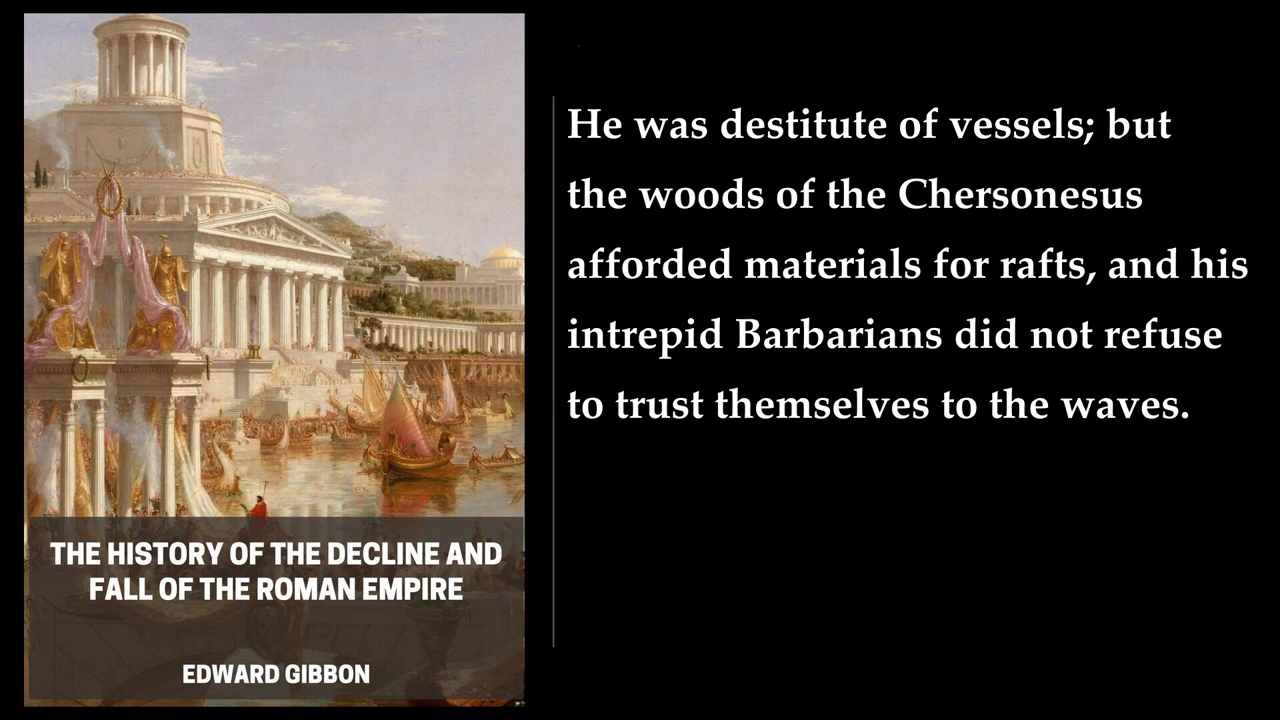 He was destitute of vessels; but
the woods of the Chersonesus
afforded materials for rafts, and his
intrepid Barbarians did not refuse
to trust themselves to the waves.
THE HISTORY OF THE DECLINE AND
FALL OF THE ROMAN EMPIRE
EDWARD GIBBON